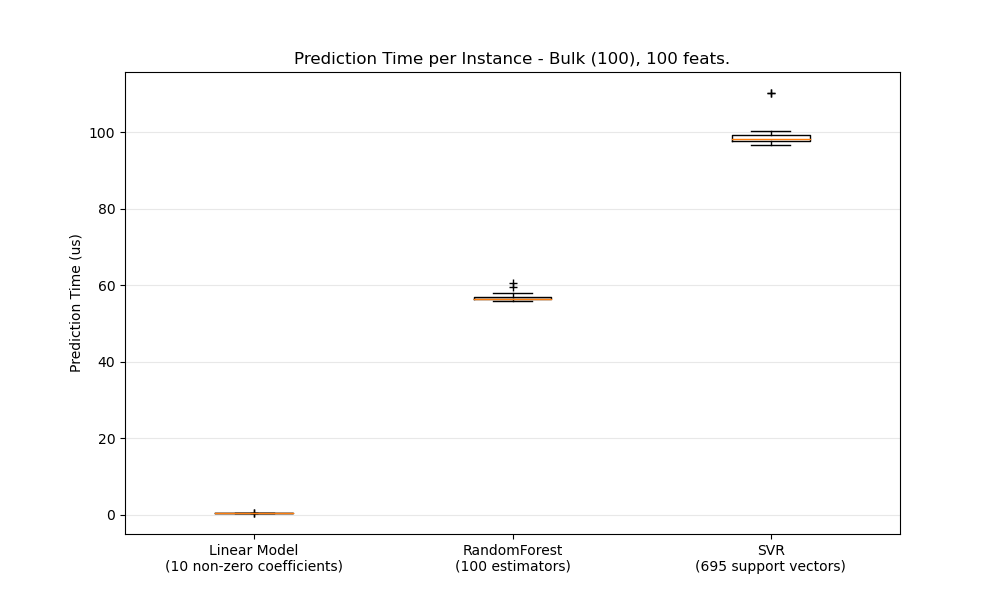 Prediction Time per Instance - Bulk (100), 100 feats.
Prediction Time (us)
100
80
60
40
20
0
Linear Model
(10 non-zero coefficients)
RandomForest
(100 estimators)
SVR
(695 support vectors)